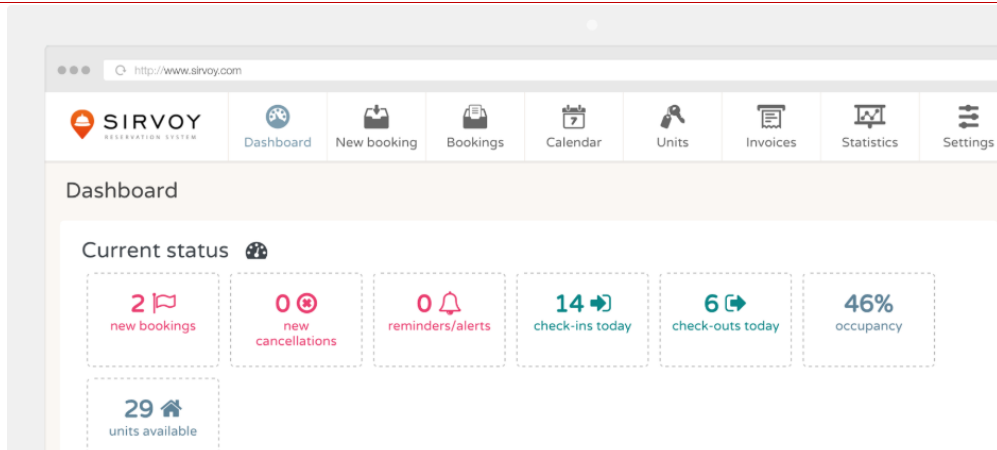 http://www.sirvoy.com
SIRVOY
RESERVATION SYSTEM
Dashboard
New booking
Bookings
7
Calendar
Units
Invoices
Statistics
Settings
Dashboard
Current status
2
new bookings
0
new
cancellations
0
reminders/alerts
14
check-ins today
6
check-outs today
46%
occupancy
29
units available